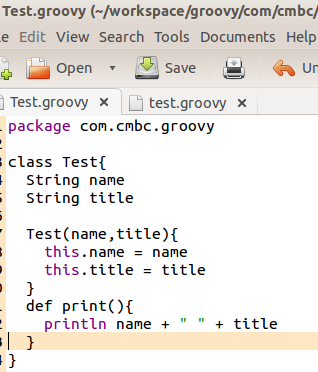 Test.groovy (~/workspace/groovy/com/cmbc/
Edit View Search Tools Documents Help
Open Save Un
Test.groovy × test.groovy ×
package com.cmbc.groovy
class Test{
String name
String title
Test(name,title){
this.name = name
this.title = title
}
def print(){
println name + " " + title
}
}